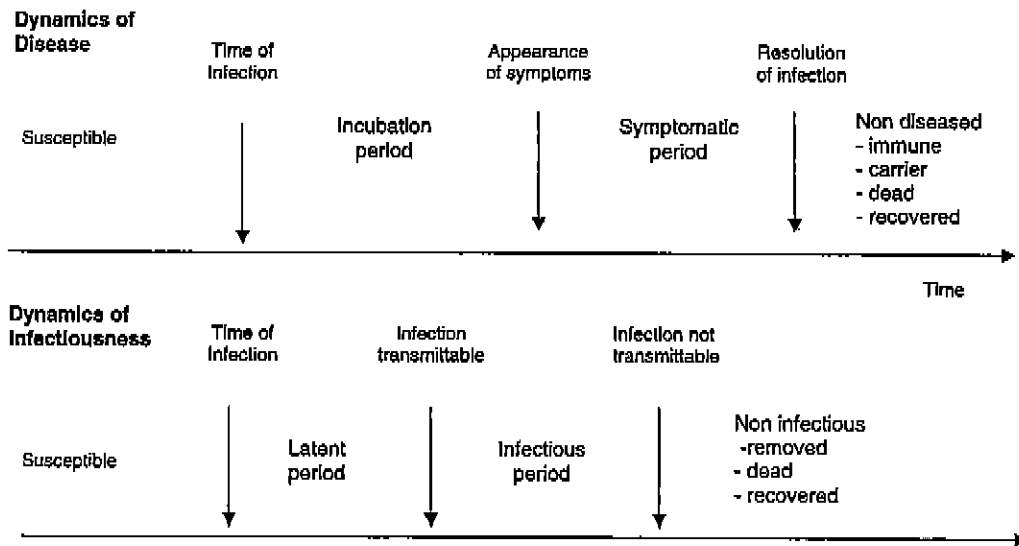 Dynamics of
Disease
Time of
Infection
Appearance
of symptoms
Resolution
of infection
Susceptible
Incubation
period
Symptomatic
period
Non diseased
- immune
- carrier
- dead
- recovered
Time
Dynamics of
Infectiousness
Time of
Infection
Infection
transmittable
Infection not
transmittable
Susceptible
Latent
period
Infectious
period
Non infectious
-removed
- dead
- recovered